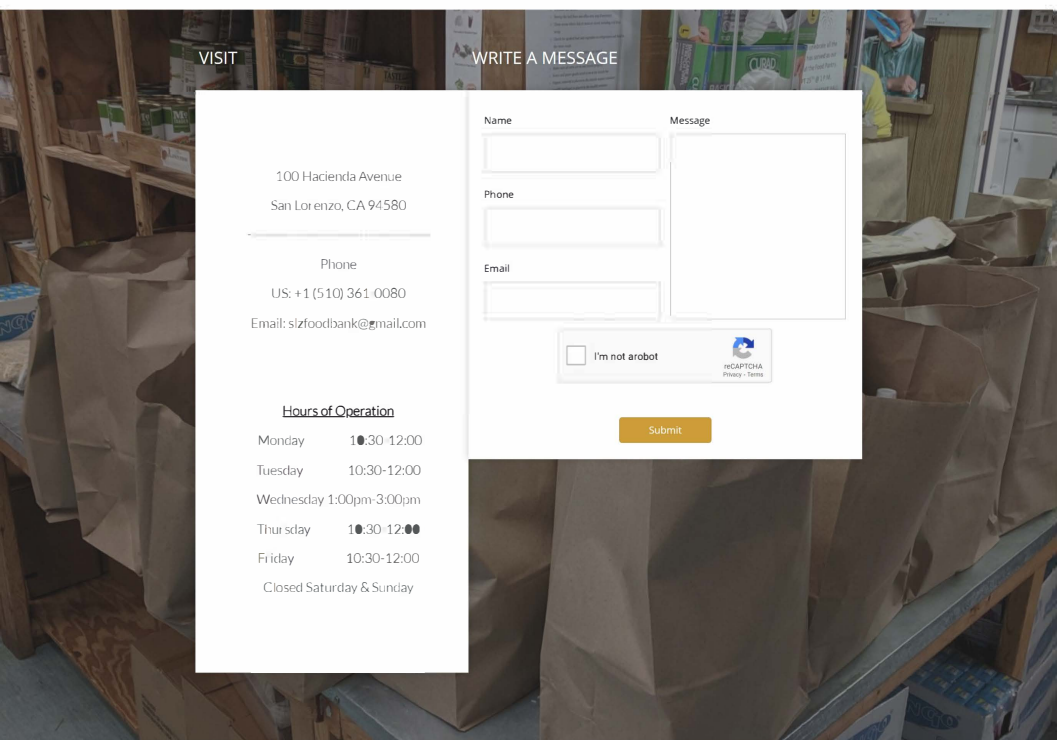 VISIT
100 Hacienda Avenue
San Lorenzo, CA 94580
Phone
US: +1 (510) 361-0080
Email: slzfoodbank@gmail.com
Hours of Operation
Monday 10:30-12:00
Tuesday 10:30-12:00
Wednesday 1:00pm-3:00pm
Thursday 10:30-12:00
Friday 10:30-12:00
Closed Saturday & Sunday
WRITE A MESSAGE
Name
Message
Phone
Email
I'm not arobot
reCAPTCHA
Privacy - Terms
Submit
CURAD